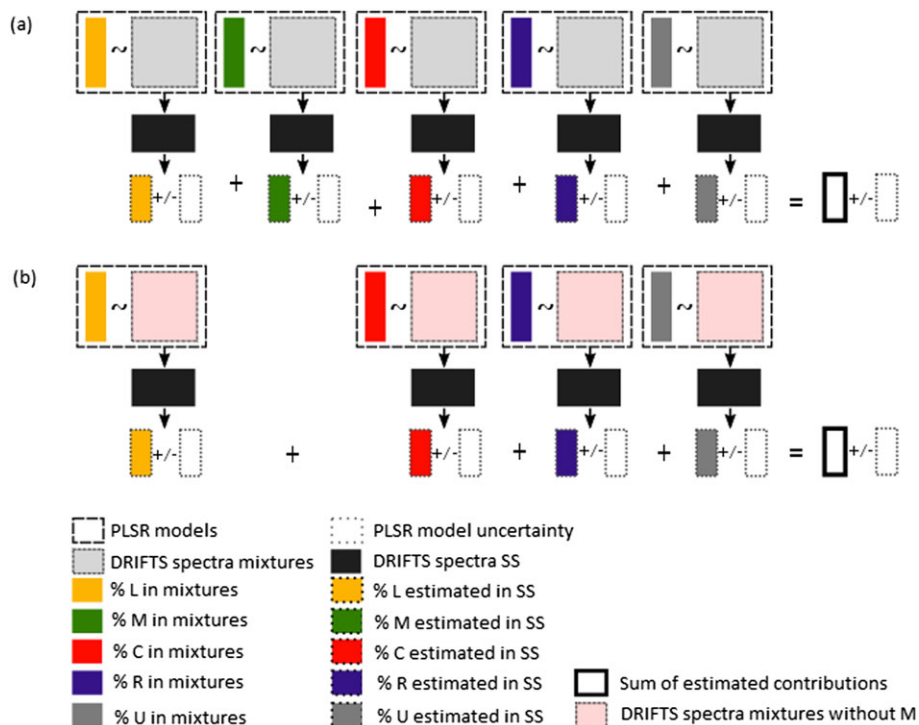 (a)
~ ~ ~ ~ ~
+/- + +/- + +/- + +/- + +/- = +/-
(b)
~ ~ ~ ~
+/- + +/- + +/- + +/- = +/-
PLSR models
DRIFTS spectra mixtures
% L in mixtures
% M in mixtures
% C in mixtures
% R in mixtures
% U in mixtures
PLSR model uncertainty
DRIFTS spectra SS
% L estimated in SS
% M estimated in SS
% C estimated in SS
% R estimated in SS
% U estimated in SS
Sum of estimated contributions
DRIFTS spectra mixtures without M